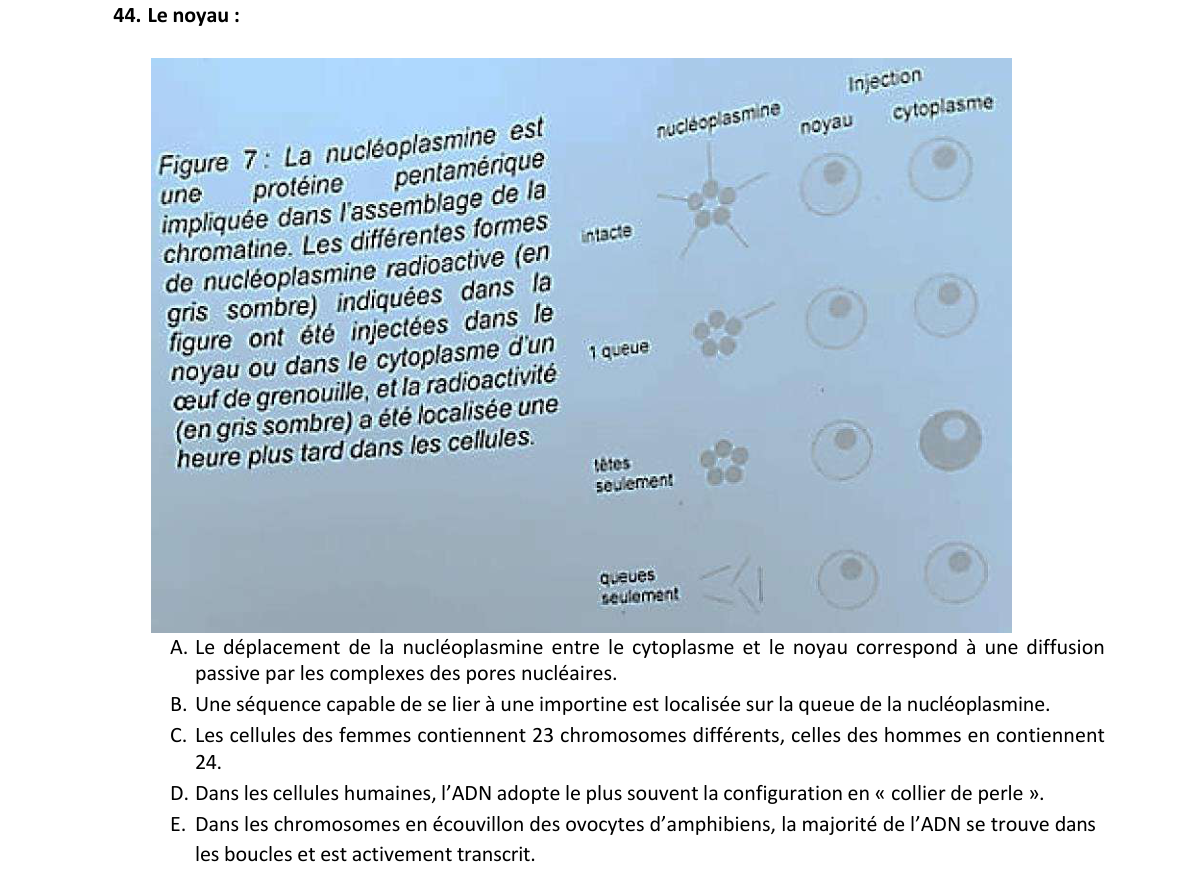 44. Le noyau :
Figure 7 : La nucléoplasmine est
une protéine pentamérique
impliquée dans l'assemblage de la
chromatine. Les différentes formes
de nucléoplasmine radioactive (en
gris sombre) indiquées dans la
figure ont été injectées dans le
noyau ou dans le cytoplasme d'un
œuf de grenouille, et la radioactivité
(en gris sombre) a été localisée une
heure plus tard dans les cellules.
Injection
nucléoplasmine noyau cytoplasme
intacte
1 queue
têtes
seulement
queues
seulement
A. Le déplacement de la nucléoplasmine entre le cytoplasme et le noyau correspond à une diffusion
passive par les complexes des pores nucléaires.
B. Une séquence capable de se lier à une importine est localisée sur la queue de la nucléoplasmine.
C. Les cellules des femmes contiennent 23 chromosomes différents, celles des hommes en contiennent
24.
D. Dans les cellules humaines, l’ADN adopte le plus souvent la configuration en « collier de perle ».
E. Dans les chromosomes en écouvillon des ovocytes d’amphibiens, la majorité de l’ADN se trouve dans
les boucles et est activement transcrit.